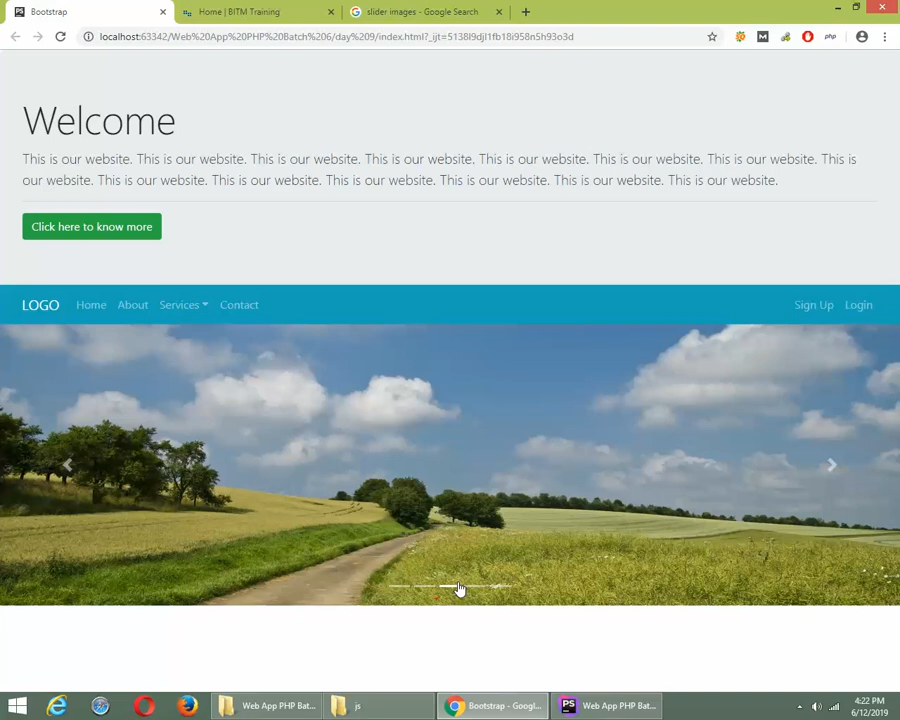 Bootstrap
Home | BITM Training
slider images - Google Search
localhost:63342/Web%20App%20PHP%20Batch%206/day%209/index.html?_ijt=5138l9djl1fb18i958n5h93o3d
php
Welcome
This is our website. This is our website. This is our website. This is our website. This is our website. This is our website. This is our website. This is
our website. This is our website. This is our website. This is our website. This is our website. This is our website. This is our website.
Click here to know more
LOGO Home About Services Contact Sign Up Login
Web App PHP Bat...
js
Bootstrap - Googl...
Web App PHP Bat...
4:22 PM
6/12/2019